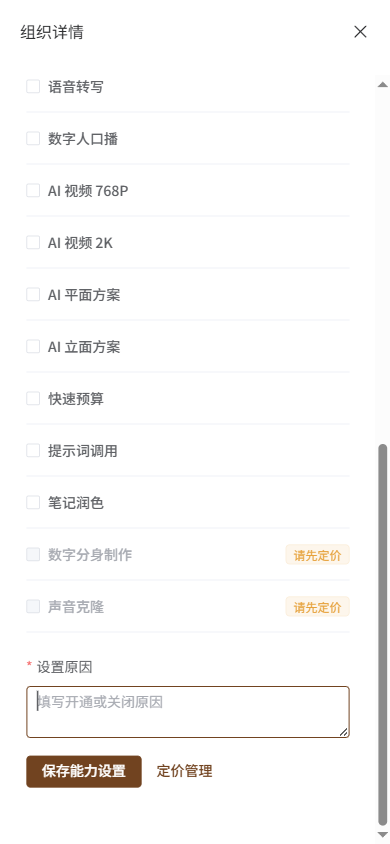 组织详情
语音转写
数字人口播
AI 视频 768P
AI 视频 2K
AI 平面方案
AI 立面方案
快速预算
提示词调用
笔记润色
数字分身制作 请先定价
声音克隆 请先定价
* 设置原因
填写开通或关闭原因
保存能力设置 定价管理